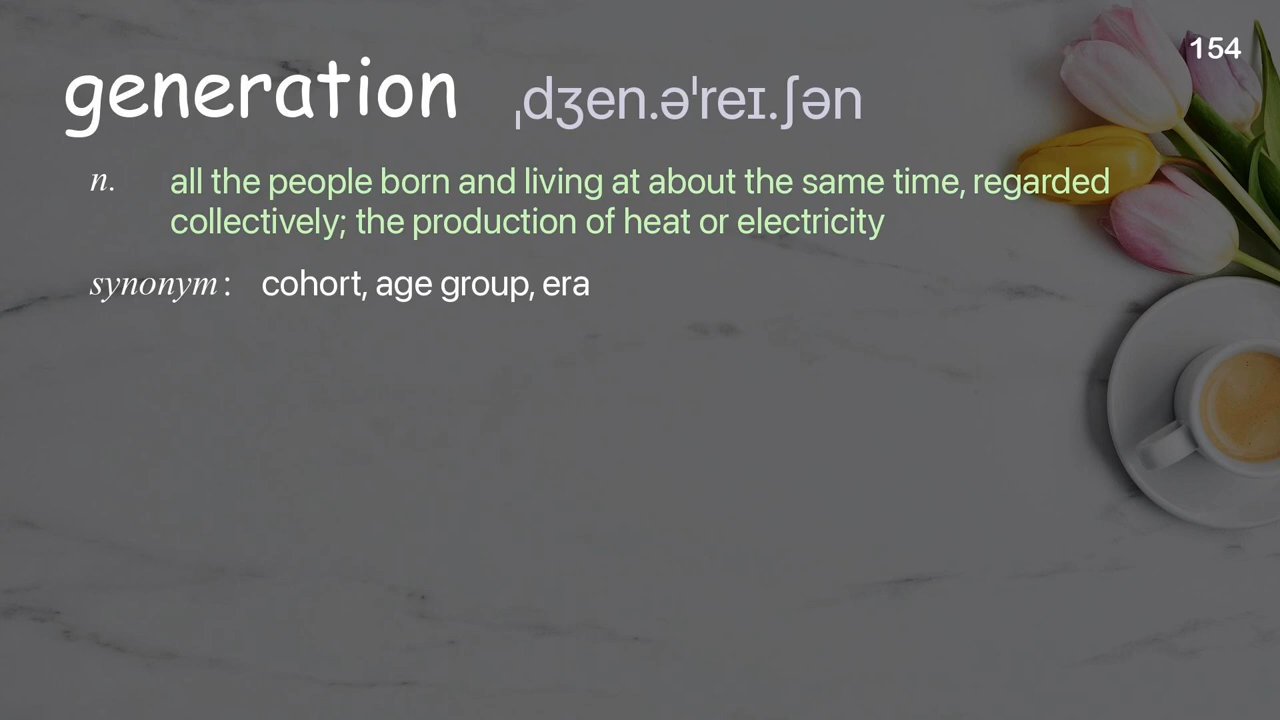 154
generation ˌdʒen.əˈreɪ.ʃən
n. all the people born and living at about the same time, regarded
collectively; the production of heat or electricity
synonym: cohort, age group, era